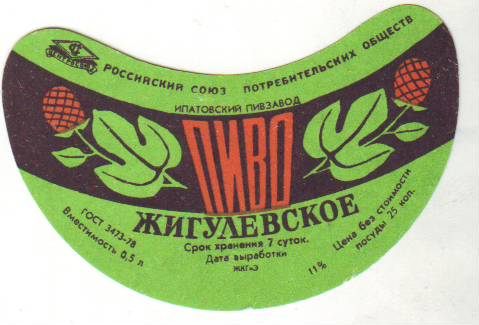 РОССИЙСКИЙ СОЮЗ ПОТРЕБИТЕЛЬСКИХ ОБЩЕСТВ
ИПАТОВСКИЙ ПИВЗАВОД
ПИВО
ЖИГУЛЕВСКОЕ
ГОСТ 3473-78
Вместимость 0,5 л
Срок хранения 7 суток.
Дата выработки
ЖКГ-Э
11%
Цена без стоимости
посуды 25 коп.